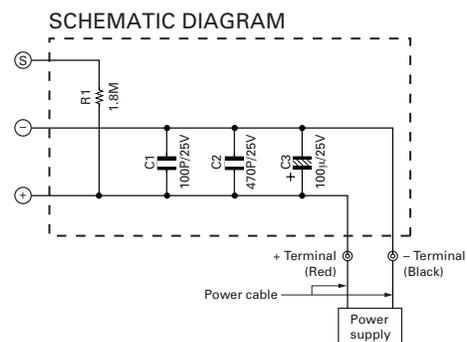 SCHEMATIC DIAGRAM
S
R1
1.8M
−
C1
100P/25V
C2
470P/25V
C3
100μ/25V
+
+
+ Terminal
(Red)
− Terminal
(Black)
Power cable
Power
supply